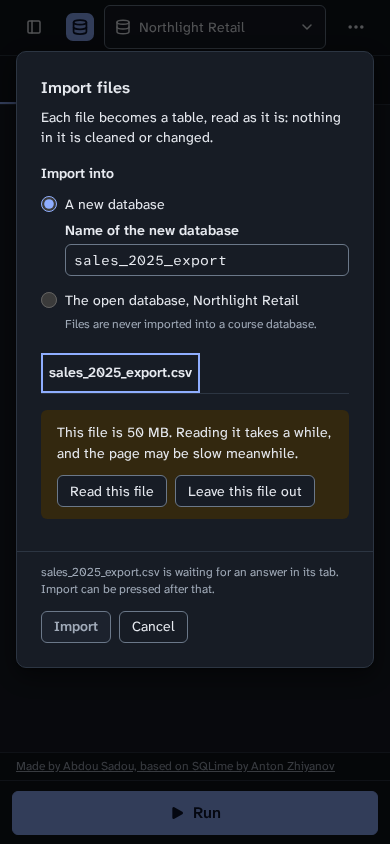 Northlight Retail
Import files
Each file becomes a table, read as it is: nothing
in it is cleaned or changed.
Import into
A new database
Name of the new database
sales_2025_export
The open database, Northlight Retail
Files are never imported into a course database.
sales_2025_export.csv
This file is 50 MB. Reading it takes a while,
and the page may be slow meanwhile.
Read this file
Leave this file out
sales_2025_export.csv is waiting for an answer in its tab.
Import can be pressed after that.
Import
Cancel
Made by Abdou Sadou, based on SQLime by Anton Zhiyanov
Run